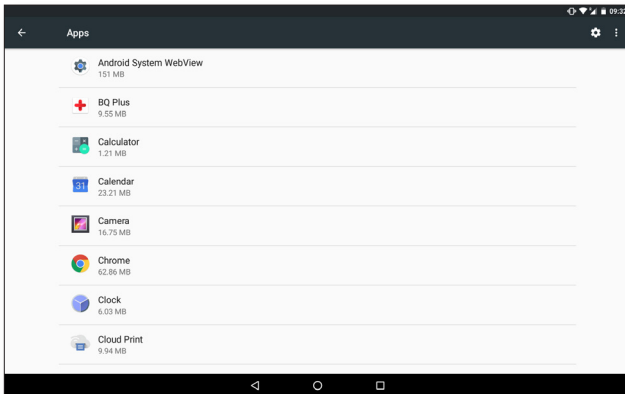 09:32
Apps
Android System WebView
151 MB
BQ Plus
9.55 MB
Calculator
1.21 MB
31
Calendar
23.21 MB
Camera
16.75 MB
Chrome
62.86 MB
Clock
6.03 MB
Cloud Print
9.94 MB